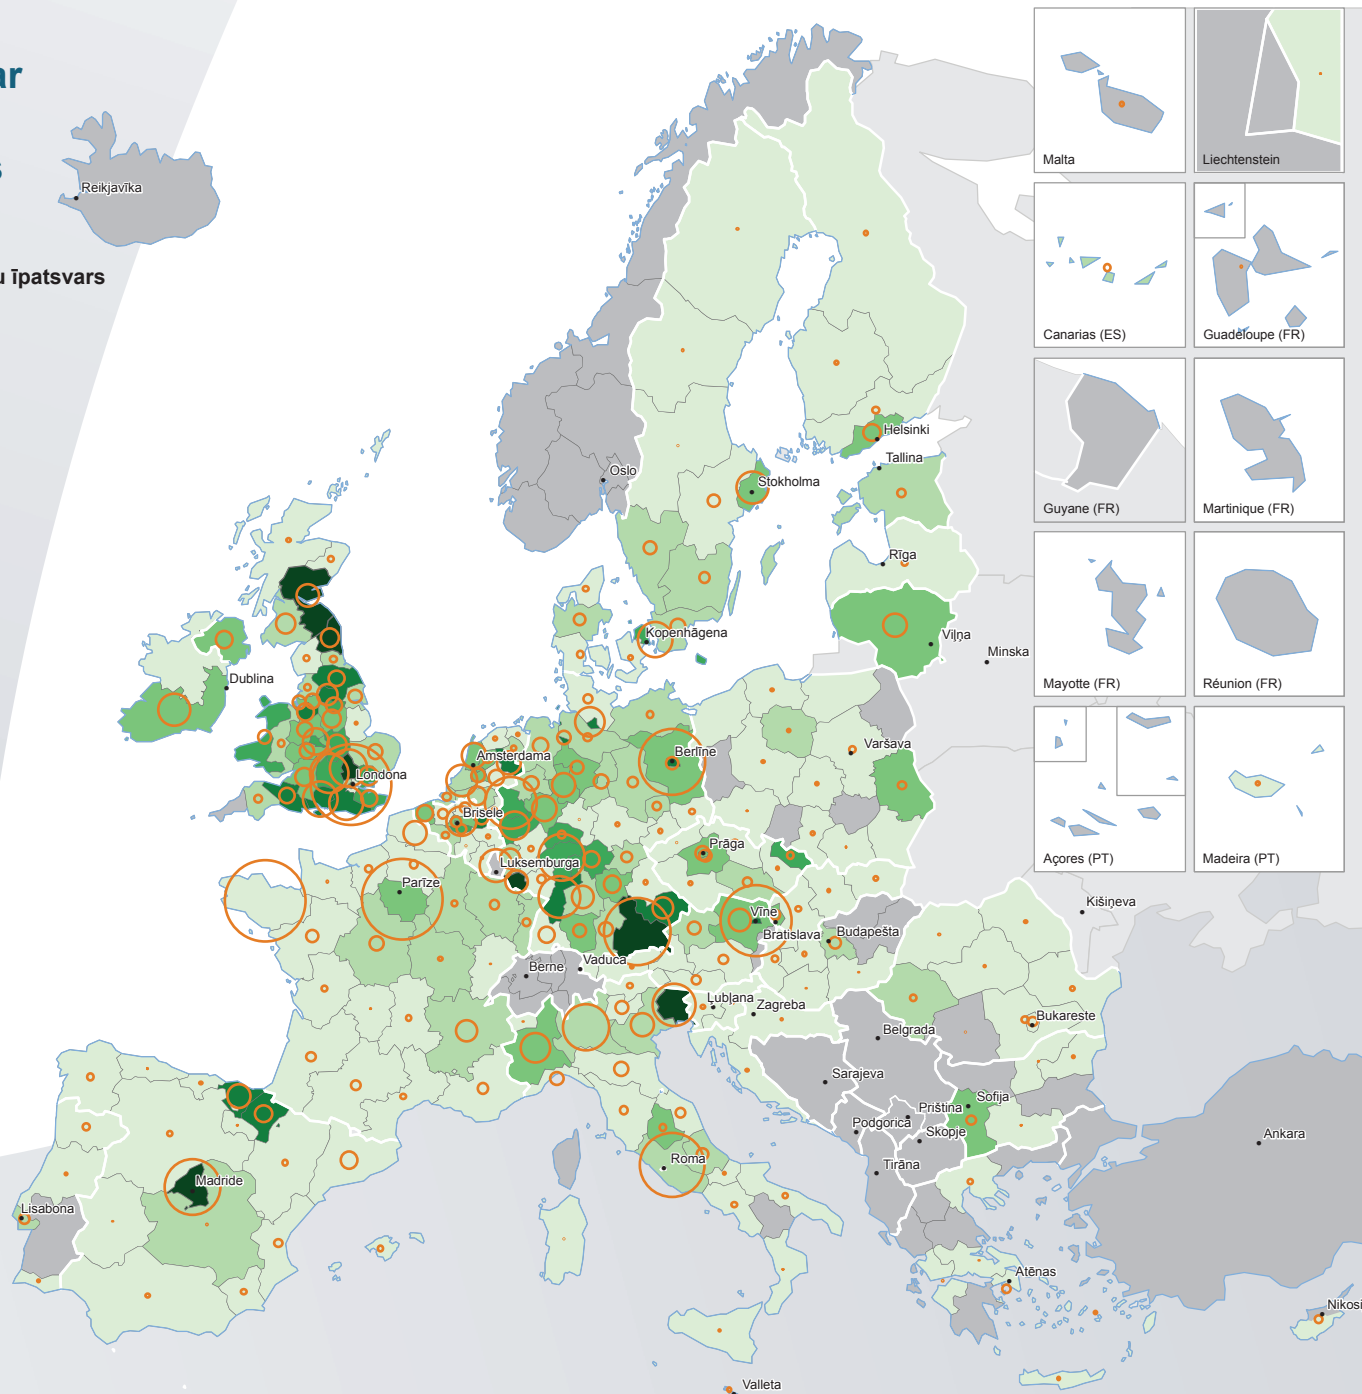 ar
s
u īpatsvars
Reikjavīka
Malta
Liechtenstein
Canarias (ES)
Guadeloupe (FR)
Guyane (FR)
Martinique (FR)
Mayotte (FR)
Réunion (FR)
Açores (PT)
Madeira (PT)
Helsinki
Tallina
Oslo
Stokholma
Rīga
Kopenhāgena
Viļņa
Minska
Dublina
Varšava
Berlīne
Amsterdama
Londona
Brisele
Prāga
Luksemburga
Parīze
Kišiņeva
Vīne
Bratislava
Budapešta
Berne
Vaduca
Ļubļana
Zagreba
Bukareste
Belgrada
Sarajeva
Priština
Sofija
Podgorica
Skopje
Ankara
Tirāna
Roma
Madride
Lisabona
Atēnas
Nikosi
Valleta